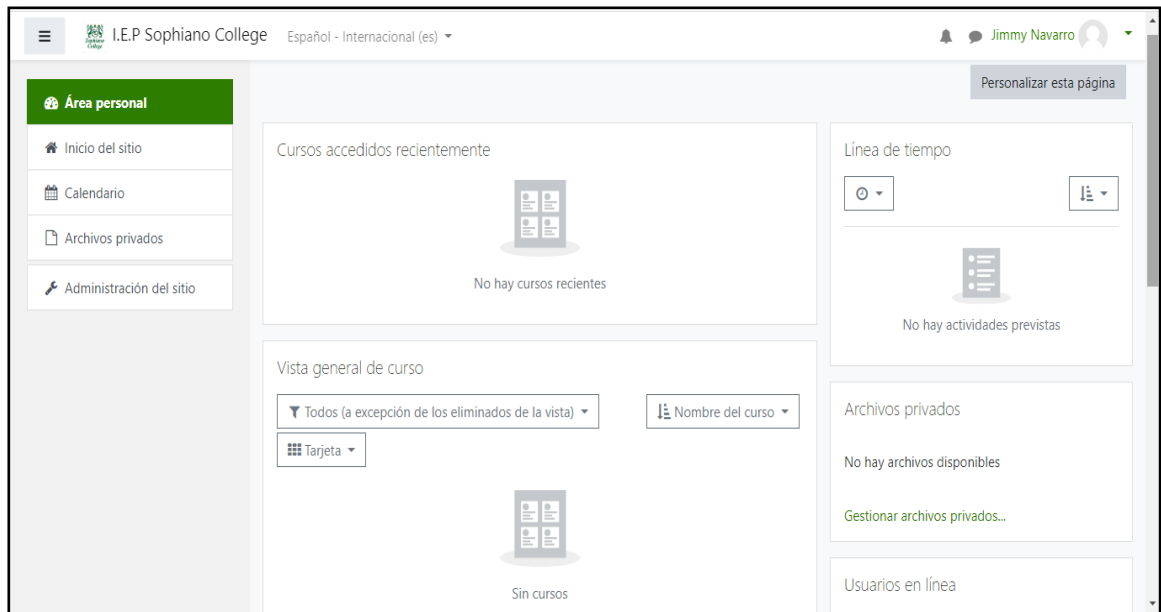 I.E.P Sophiano College Español - Internacional (es) Jimmy Navarro
Sophiano
College
Personalizar esta página
Área personal
Inicio del sitio
Calendario
Archivos privados
Administración del sitio
Cursos accedidos recientemente
No hay cursos recientes
Vista general de curso
Todos (a excepción de los eliminados de la vista) Nombre del curso
Tarjeta
Sin cursos
Línea de tiempo
No hay actividades previstas
Archivos privados
No hay archivos disponibles
Gestionar archivos privados...
Usuarios en línea